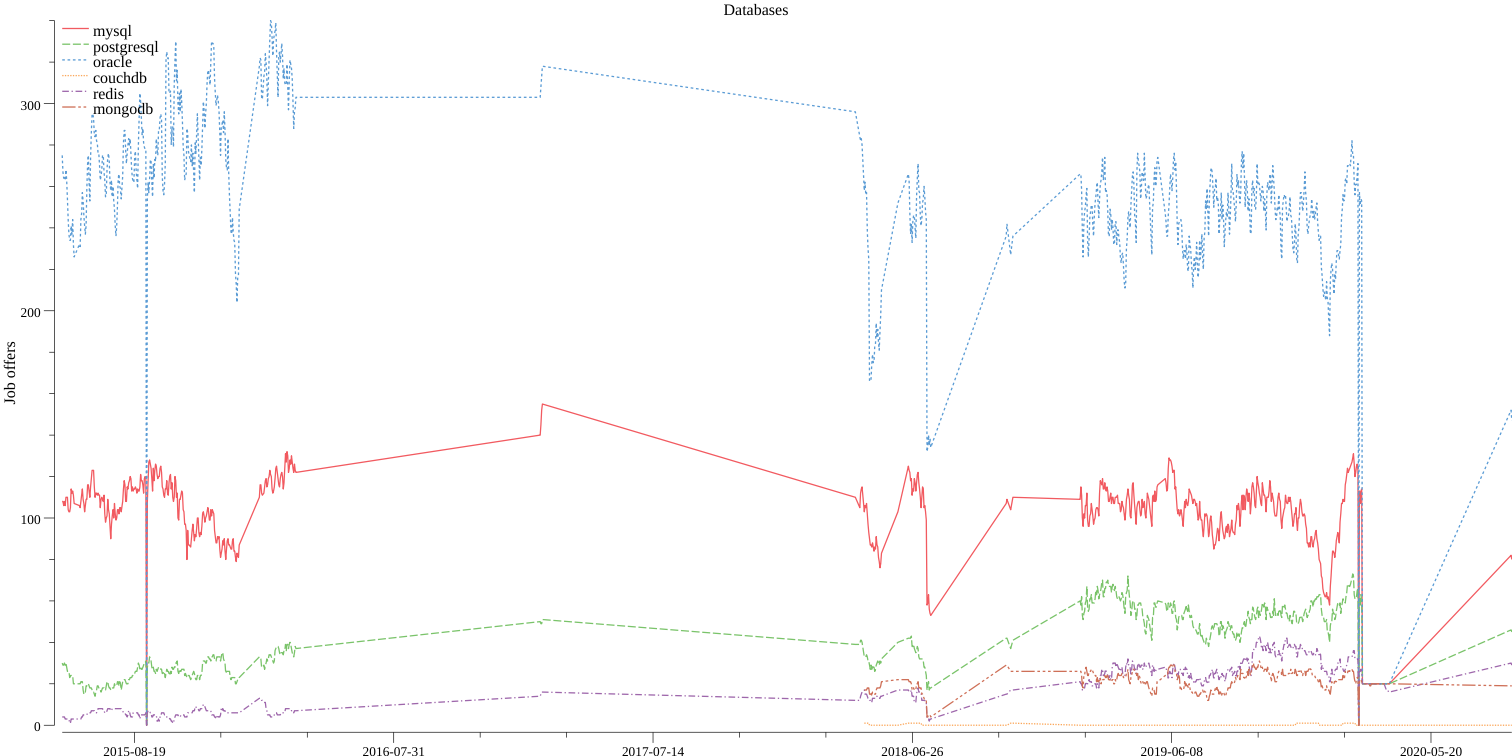 Databases
mysql
postgresql
oracle
couchdb
redis
mongodb
Job offers
300
200
100
0
2015-08-19
2016-07-31
2017-07-14
2018-06-26
2019-06-08
2020-05-20